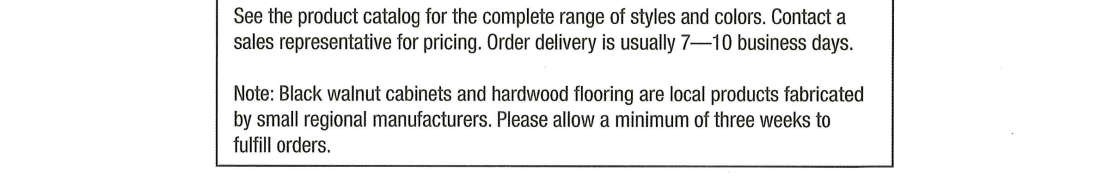 See the product catalog for the complete range of styles and colors. Contact a
sales representative for pricing. Order delivery is usually 7—10 business days.
Note: Black walnut cabinets and hardwood flooring are local products fabricated
by small regional manufacturers. Please allow a minimum of three weeks to
fulfill orders.